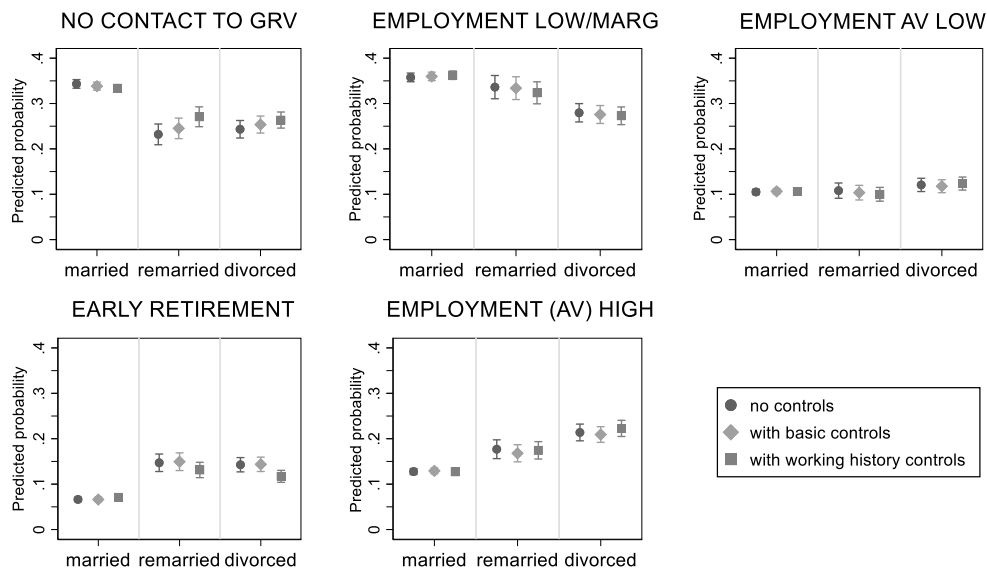 NO CONTACT TO GRV
EMPLOYMENT LOW/MARG
EMPLOYMENT AV LOW
Predicted probability
0 .1 .2 .3 .4
married remarried divorced
Predicted probability
0 .1 .2 .3 .4
married remarried divorced
Predicted probability
0 .1 .2 .3 .4
married remarried divorced
EARLY RETIREMENT
EMPLOYMENT (AV) HIGH
Predicted probability
0 .1 .2 .3 .4
married remarried divorced
Predicted probability
0 .1 .2 .3 .4
married remarried divorced
no controls
with basic controls
with working history controls